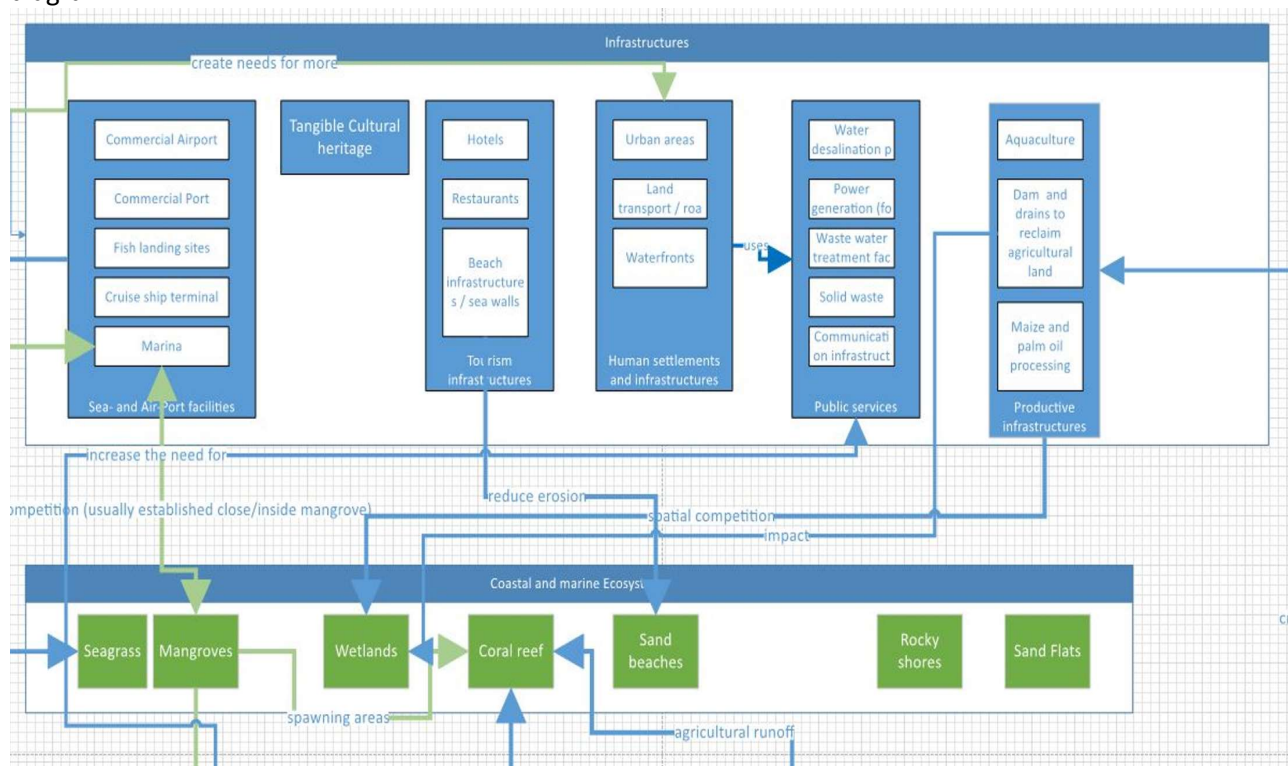 Infrastructures
create needs for more
Commercial Airport
Commercial Port
Fish landing sites
Cruise ship terminal
Marina
Sea- and Air-Port facilities
Tangible Cultural
heritage
Hotels
Restaurants
Beach
infrastructure
s / sea walls
Tourism
infrastructures
Urban areas
Land
transport / roa
Waterfronts
Human settlements
and infrastructures
uses
Water
desalination p
Power
generation (fo
Waste water
treatment fac
Solid waste
Communicati
on infrastruct
Public services
Aquaculture
Dam and
drains to
reclaim
agricultural
land
Maize and
palm oil
processing
Productive
infrastructures
increase the need for
reduce erosion
ompetition (usually established close/inside mangrove)
spatial competition
impact
Coastal and marine Ecosyst
Seagrass
Mangroves
Wetlands
Coral reef
Sand
beaches
Rocky
shores
Sand Flats
spawning areas
agricultural runoff